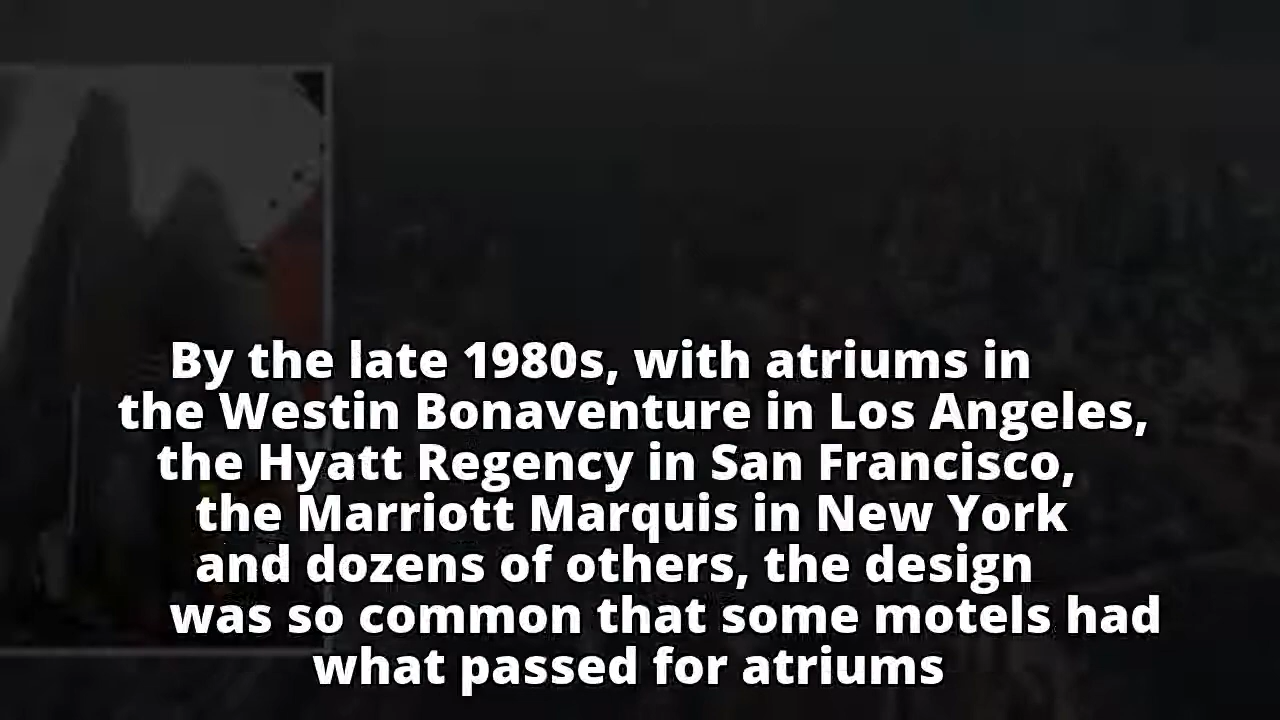 By the late 1980s, with atriums in
the Westin Bonaventure in Los Angeles,
the Hyatt Regency in San Francisco,
the Marriott Marquis in New York
and dozens of others, the design
was so common that some motels had
what passed for atriums